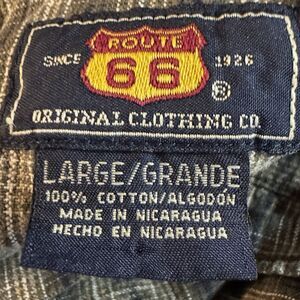 ROUTE
SINCE 66 1926
®
ORIGINAL CLOTHING CO.
LARGE/GRANDE
100% COTTON/ALGODON
MADE IN NICARAGUA
HECHO EN NICARAGUA